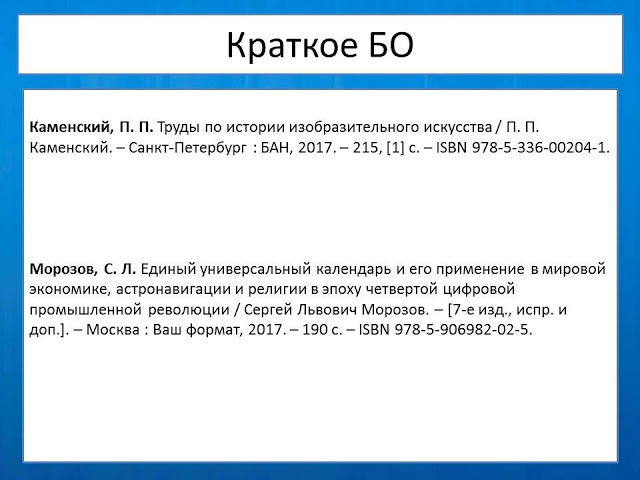 Краткое БО
Каменский, П. П. Труды по истории изобразительного искусства / П. П.
Каменский. – Санкт-Петербург : БАН, 2017. – 215, [1] с. – ISBN 978-5-336-00204-1.
Морозов, С. Л. Единый универсальный календарь и его применение в мировой
экономике, астронавигации и религии в эпоху четвертой цифровой
промышленной революции / Сергей Львович Морозов. – [7-е изд., испр. и
доп.]. – Москва : Ваш формат, 2017. – 190 с. – ISBN 978-5-906982-02-5.